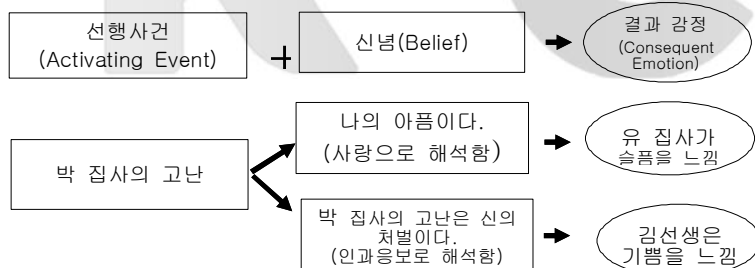 선행사건
(Activating Event)
+
신념(Belief)
결과 감정
(Consequent
Emotion)
박 집사의 고난
나의 아픔이다.
(사랑으로 해석함)
유 집사가
슬픔을 느낌
박 집사의 고난은 신의
처벌이다.
(인과응보로 해석함)
김선생은
기쁨을 느낌